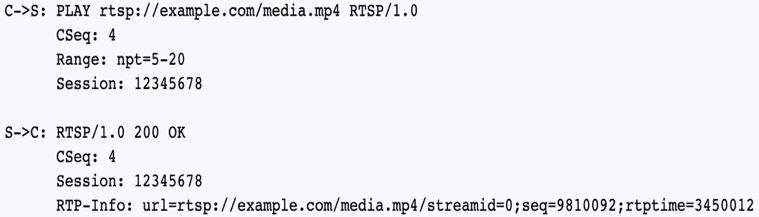 C->S: PLAY rtsp://example.com/media.mp4 RTSP/1.0
CSeq: 4
Range: npt=5-20
Session: 12345678
S->C: RTSP/1.0 200 OK
CSeq: 4
Session: 12345678
RTP-Info: url=rtsp://example.com/media.mp4/streamid=0;seq=9810092;rtptime=3450012